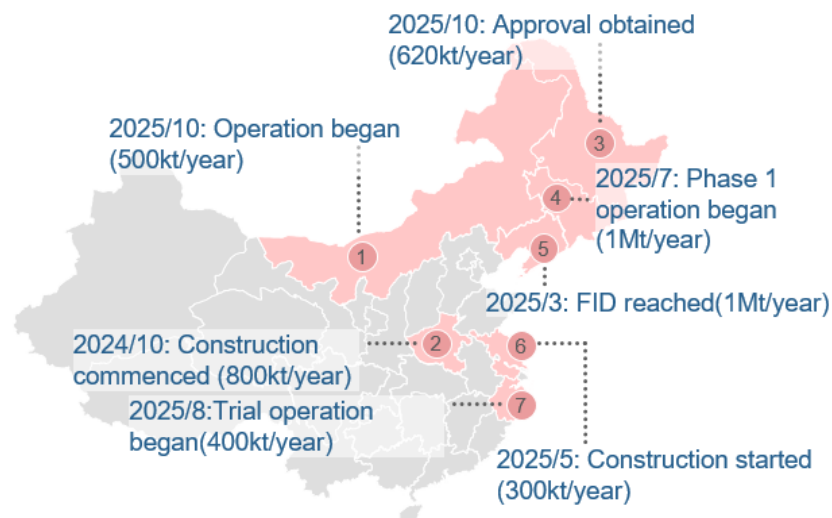 2025/10: Approval obtained
(620kt/year)
2025/10: Operation began
(500kt/year)
3
2025/7: Phase 1
operation began
(1Mt/year)
4
1
5
2025/3: FID reached(1Mt/year)
2024/10: Construction
commenced (800kt/year)
2
6
2025/8:Trial operation
began(400kt/year)
7
2025/5: Construction started
(300kt/year)